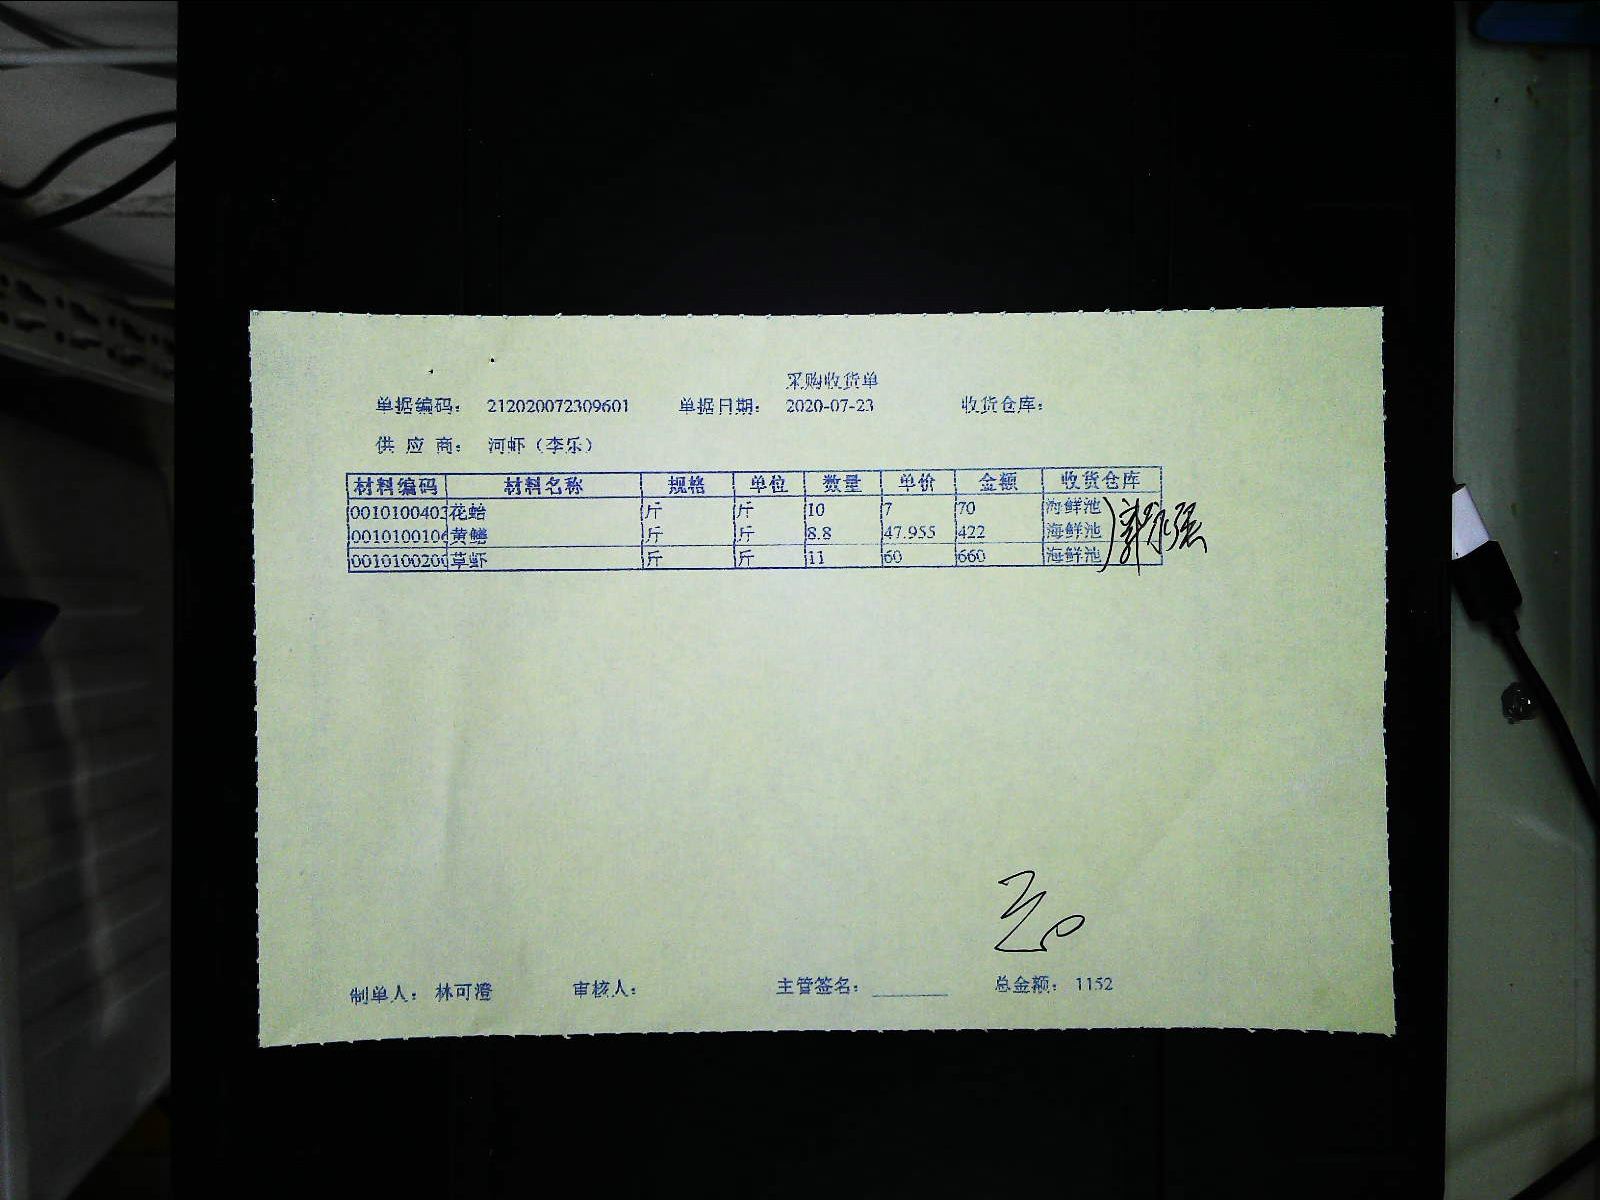 采购收货单
单据编码： 212020072309601 单据日期： 2020-07-23 收货仓库：
供 应 商： 河虾（李乐）
材料编码 材料名称 规格 单位 数量 单价 金额 收货仓库
001010040 花蛤 斤 斤 10 7 70 海鲜池
001010010 黄鳝 斤 斤 8.8 47.955 422 海鲜池
001010020 草虾 斤 斤 11 60 660 海鲜池
制单人： 林可澄 审核人： 主管签名： 总金额： 1152